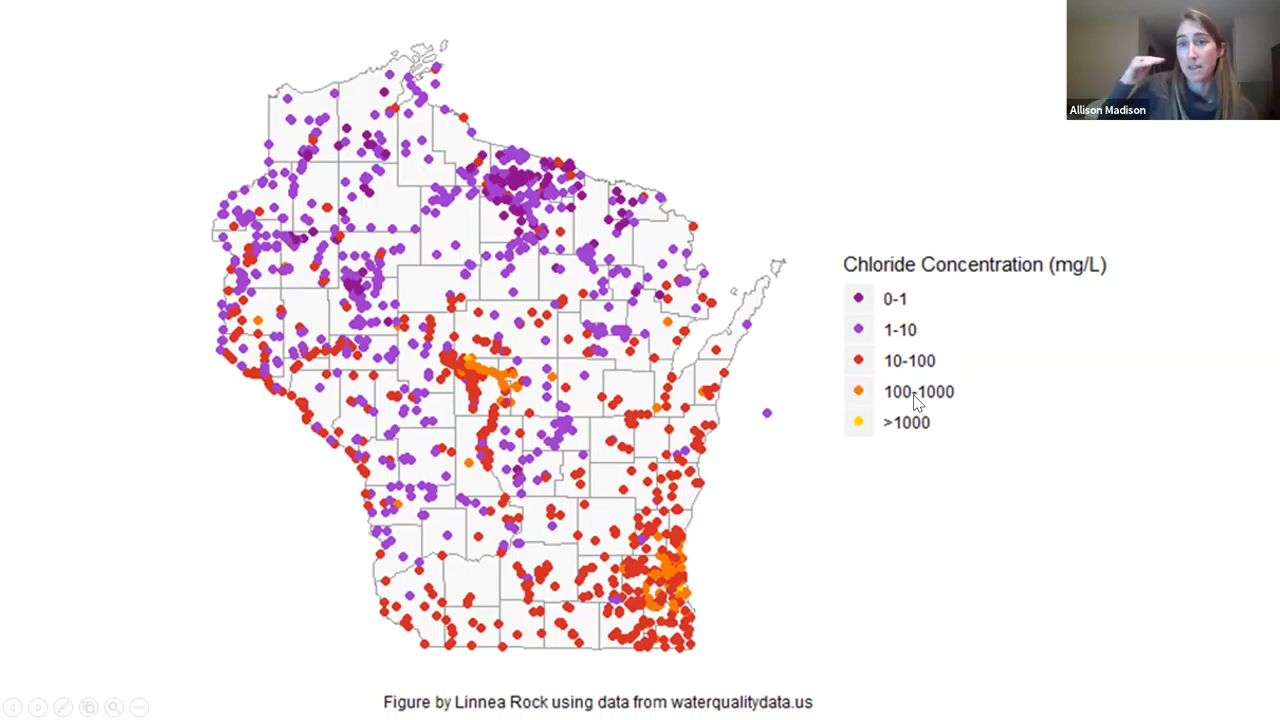 Allison Madison
Chloride Concentration (mg/L)
0-1
1-10
10-100
100-1000
>1000
Figure by Linnea Rock using data from waterqualitydata.us